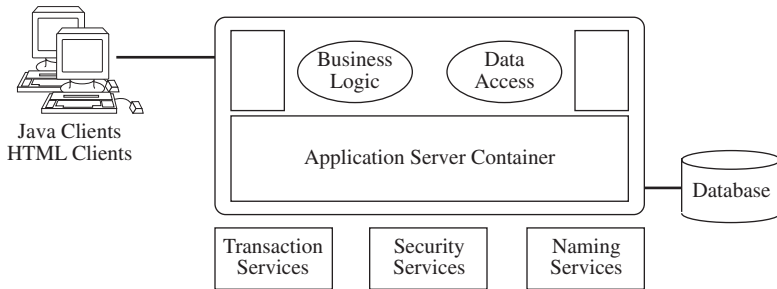 Business
Logic
Data
Access
Java Clients
HTML Clients
Application Server Container
Database
Transaction
Services
Security
Services
Naming
Services